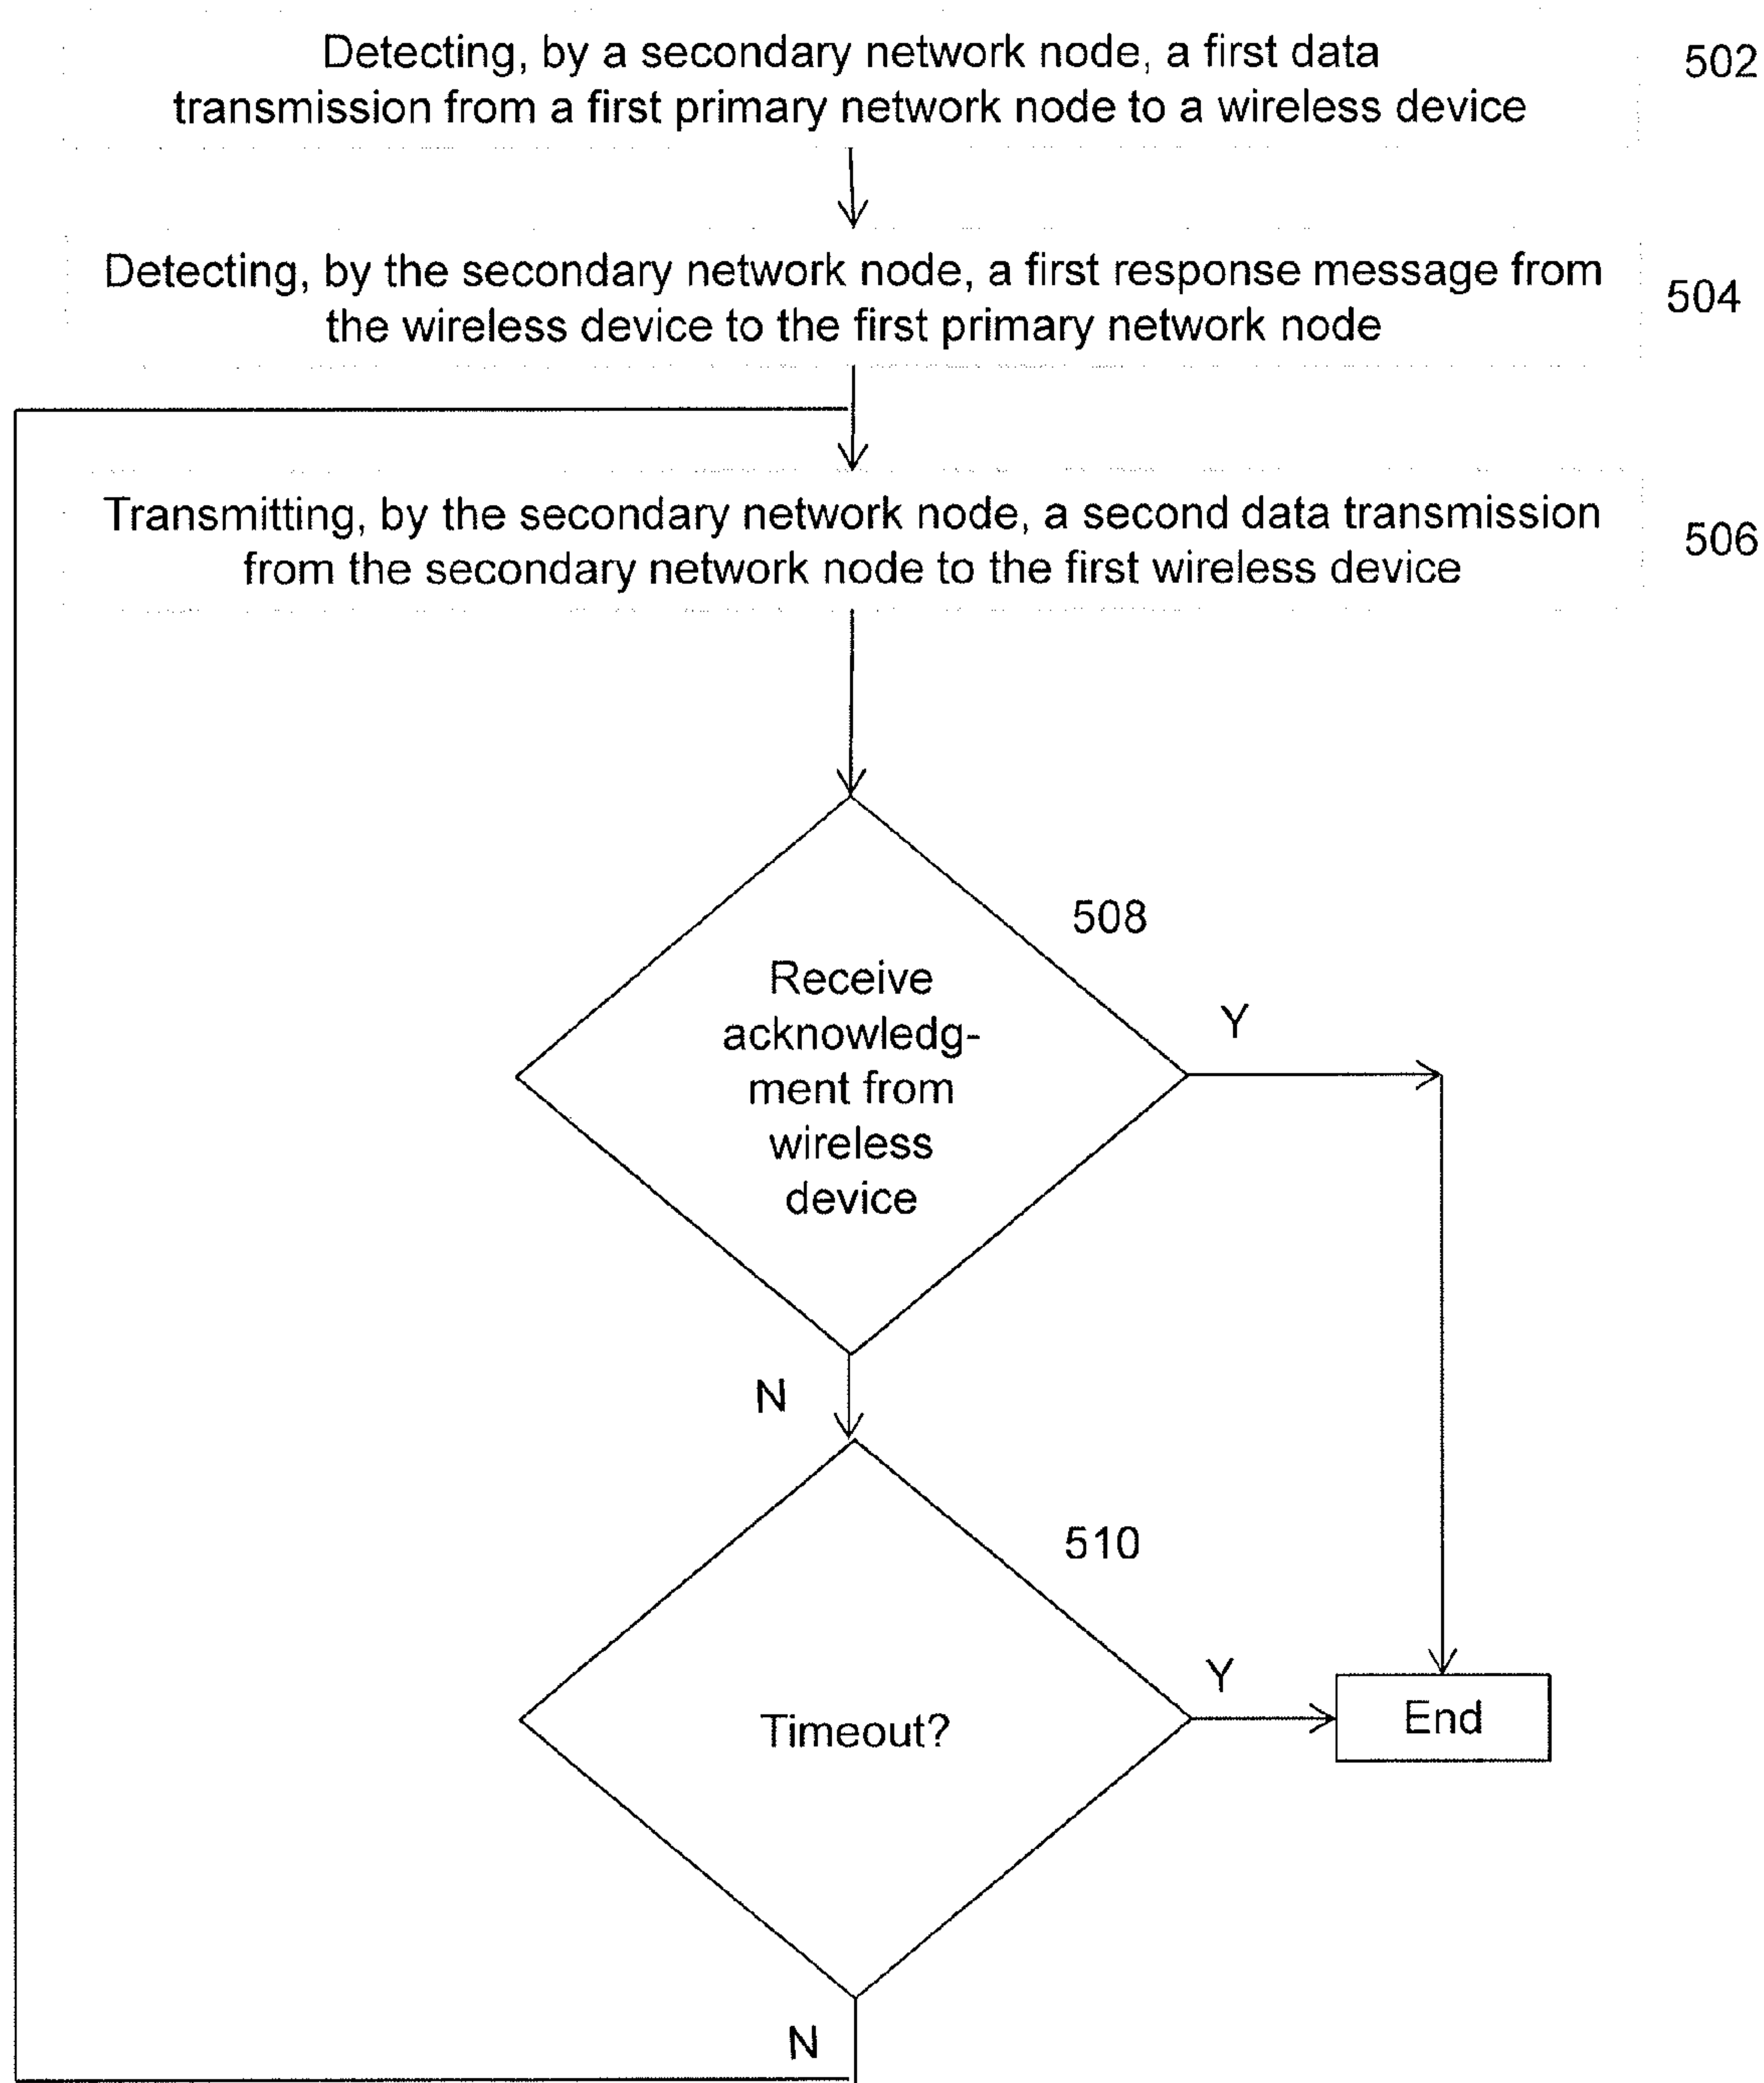 Detecting, by a secondary network node, a first data
transmission from a first primary network node to a wireless device
502
Detecting, by the secondary network node, a first response message from
the wireless device to the first primary network node
504
Transmitting, by the secondary network node, a second data transmission
from the secondary network node to the first wireless device
506
508
Receive
acknowledg-
ment from
wireless
device
Y
N
510
Timeout?
Y
End
N